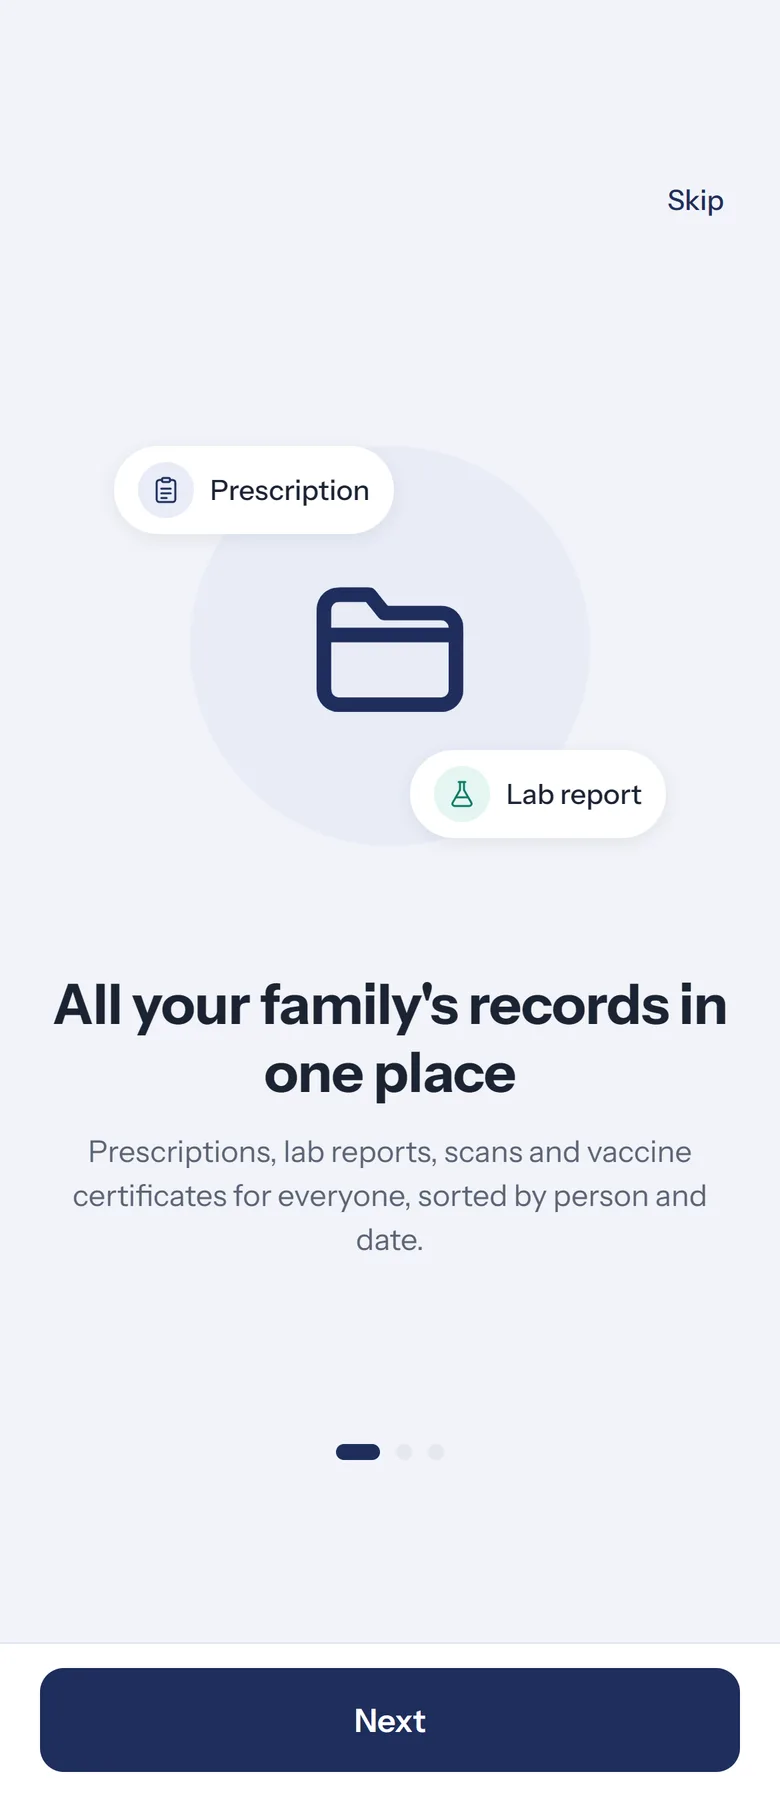 Skip
Prescription
Lab report
All your family's records in
one place
Prescriptions, lab reports, scans and vaccine
certificates for everyone, sorted by person and
date.
Next